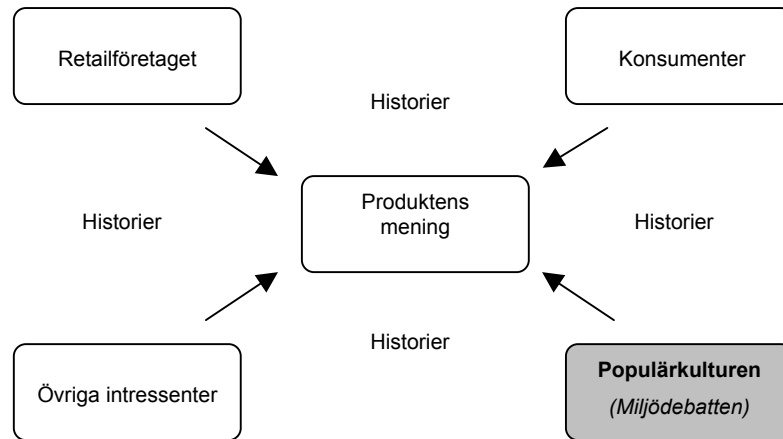 Retailföretaget
Konsumenter
Historier
Produktens
mening
Historier
Historier
Historier
Övriga intressenter
Populärkulturen
(Miljödebatten)